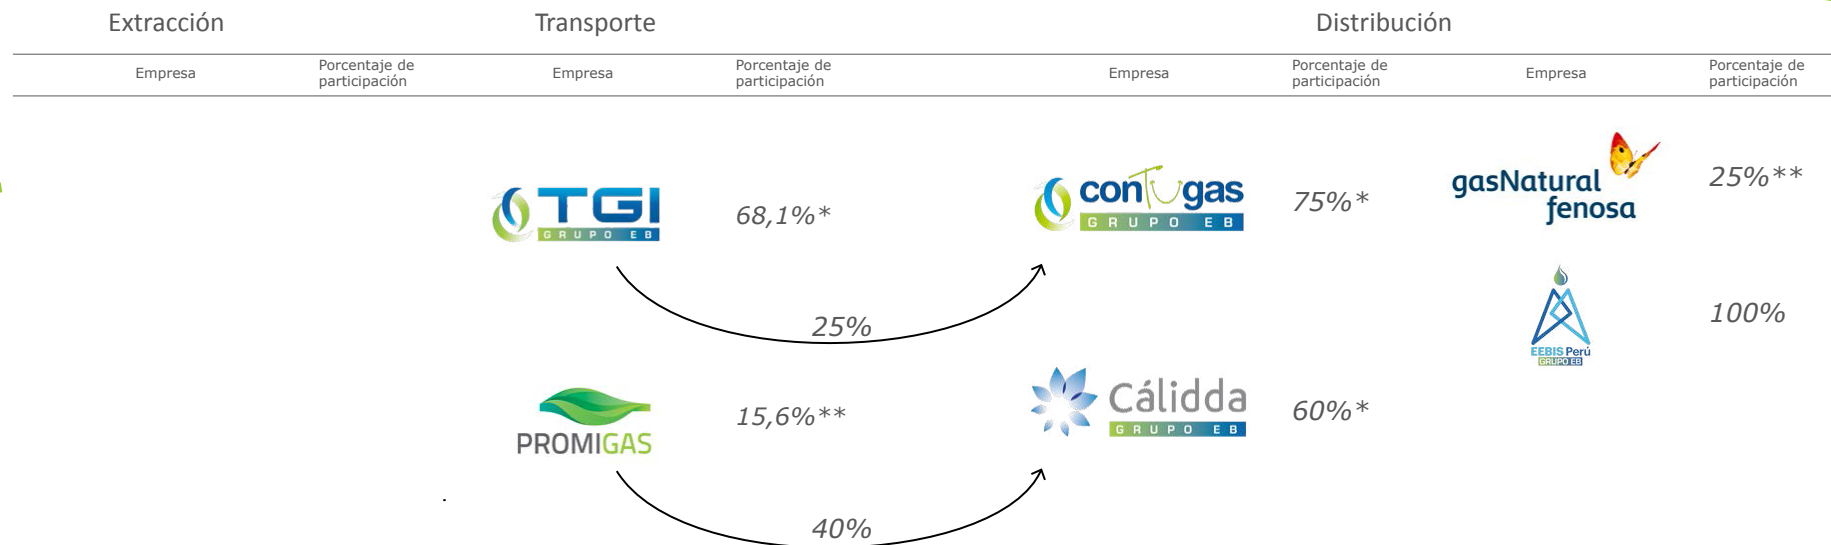 Extracción Transporte Distribución
Empresa Porcentaje de participación Empresa Porcentaje de participación Empresa Porcentaje de participación Empresa Porcentaje de participación
TGI
GRUPO EB
68,1%*
conTugas
GRUPO EB
75%*
gasNatural
fenosa
25%**
25%
EEBIS Perú
GRUPO EB
100%
PROMIGAS
15,6%**
Cálidda
GRUPO EB
60%*
40%